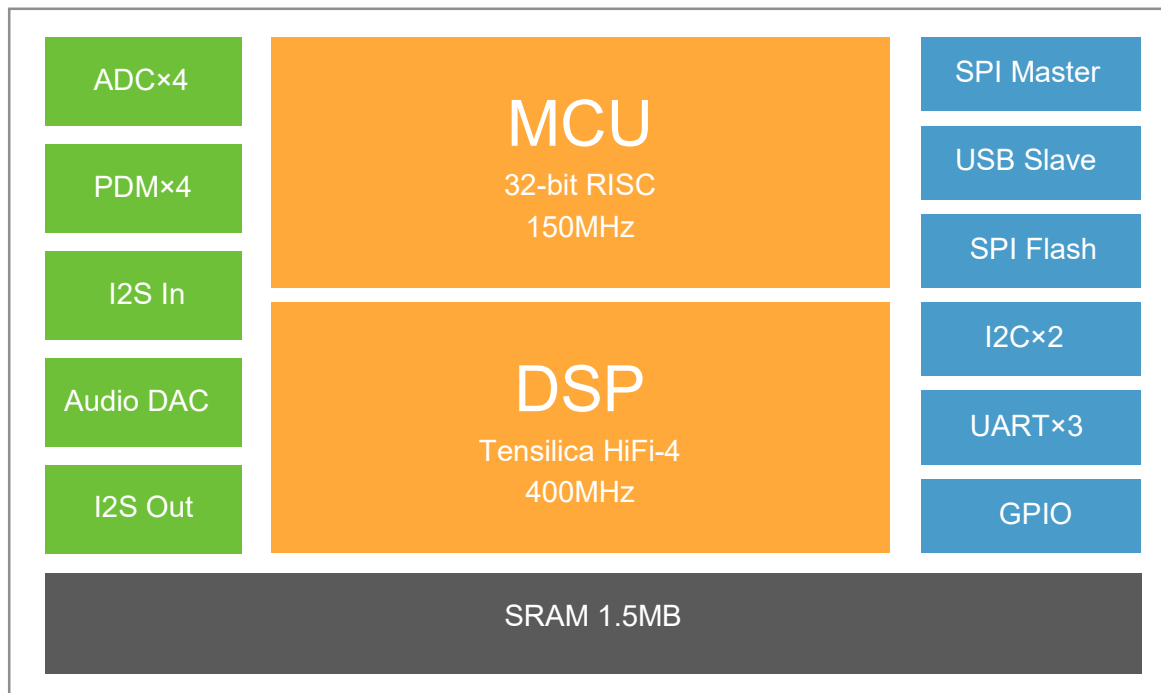 ADC×4
PDM×4
I2S In
Audio DAC
I2S Out
MCU
32-bit RISC
150MHz
DSP
Tensilica HiFi-4
400MHz
SPI Master
USB Slave
SPI Flash
I2C×2
UART×3
GPIO
SRAM 1.5MB